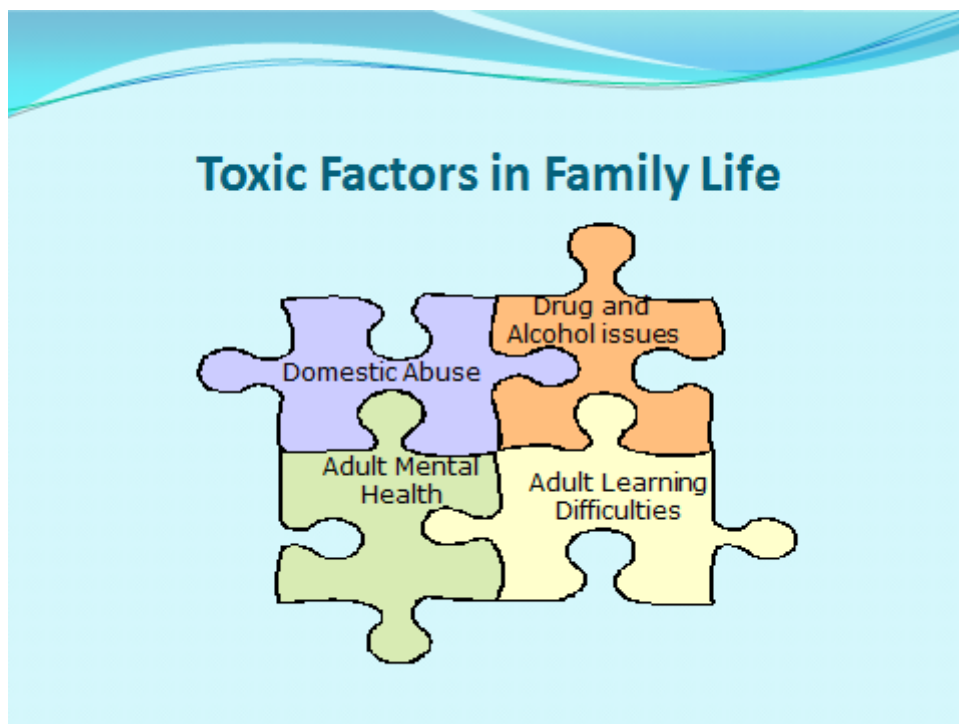 Toxic Factors in Family Life
Drug and
Alcohol issues
Domestic Abuse
Adult Mental
Health
Adult Learning
Difficulties